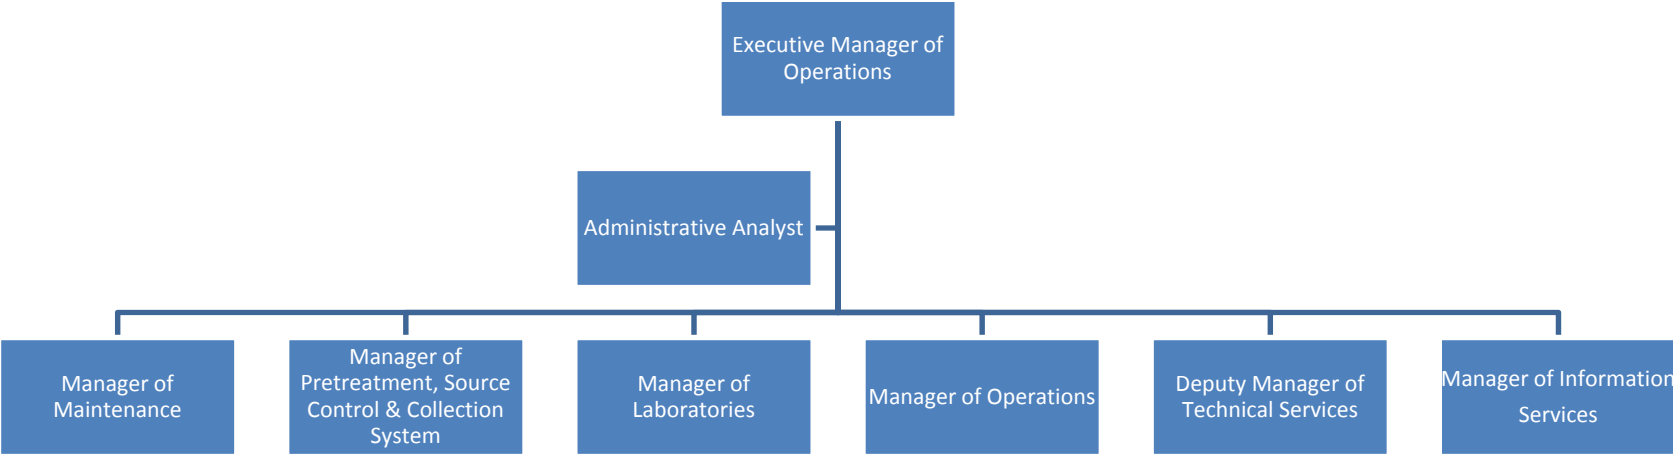 Executive Manager of
Operations
Administrative Analyst
Manager of
Maintenance
Manager of
Pretreatment, Source
Control & Collection
System
Manager of
Laboratories
Manager of Operations
Deputy Manager of
Technical Services
Manager of Information
Services